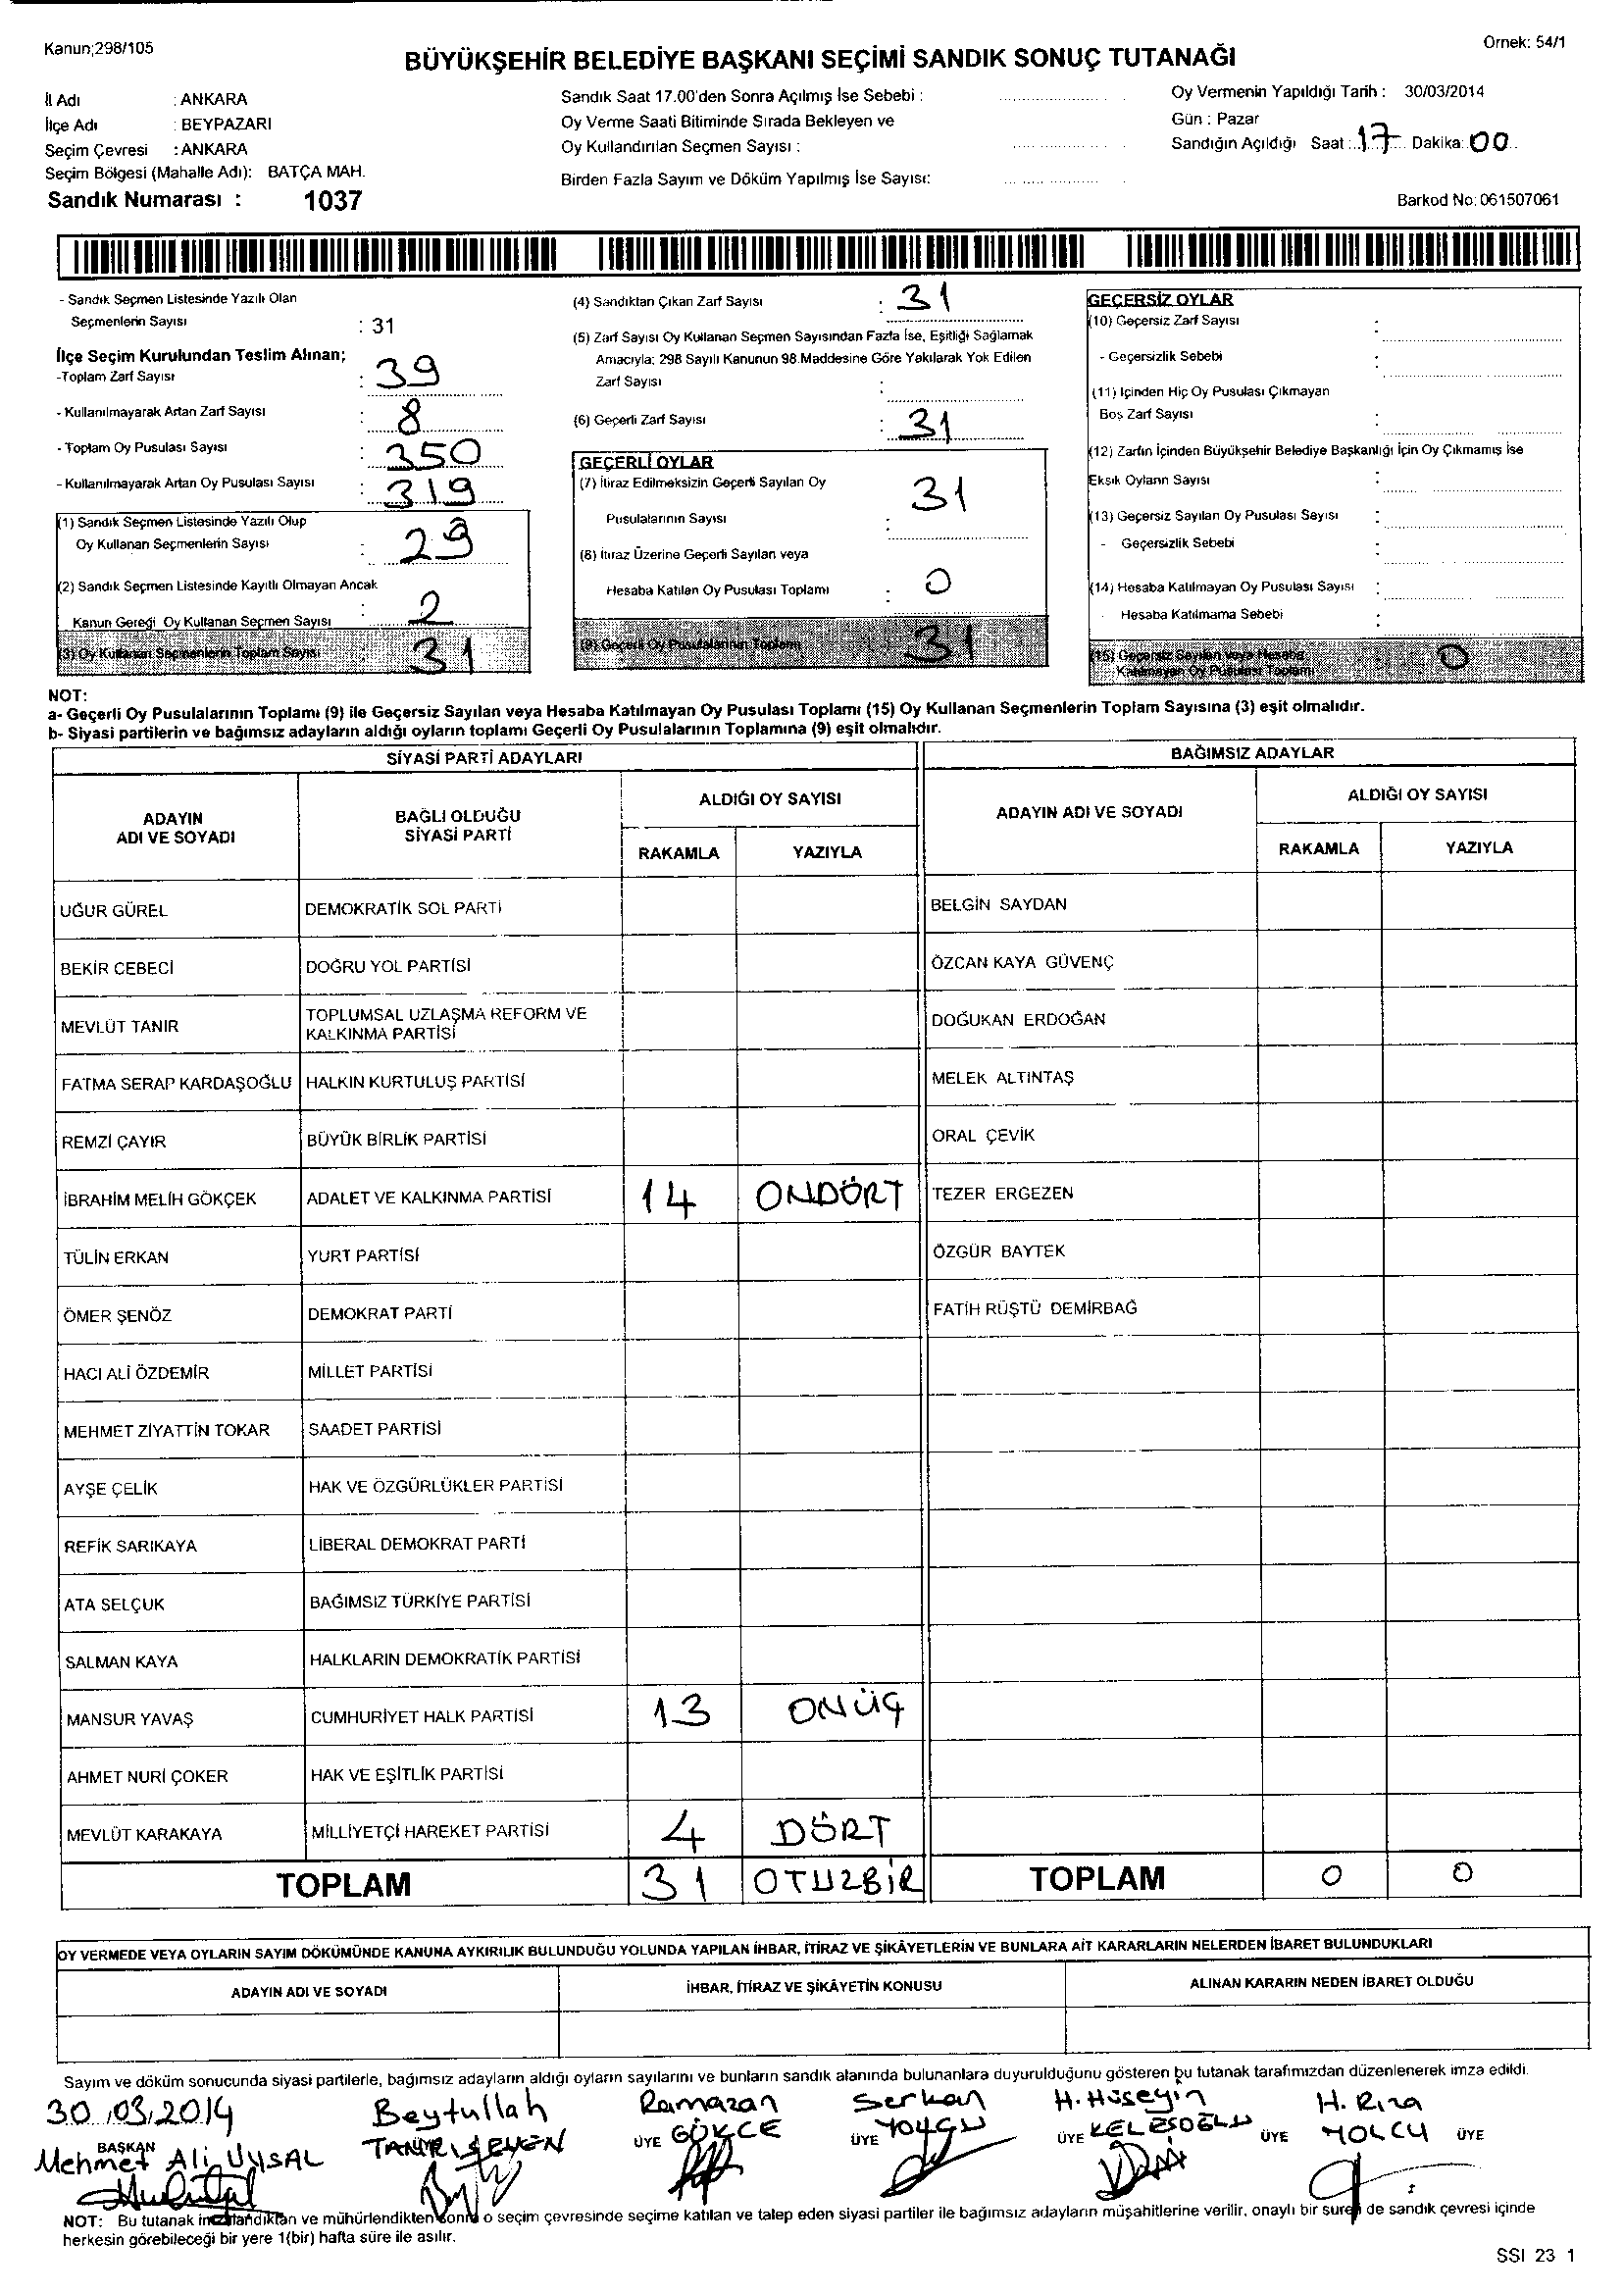 Kanun;298/105
Örnek: 54/1
BÜYÜKŞEHİR BELEDİYE BAŞKANI SEÇİMİ SANDIK SONUÇ TUTANAĞI
İl Adı : ANKARA
İlçe Adı : BEYPAZARI
Seçim Çevresi : ANKARA
Seçim Bölgesi (Mahalle Adı): BATÇA MAH.
Sandık Numarası : 1037
Sandık Saat 17.00'den Sonra Açılmış İse Sebebi :
Oy Verme Saati Bitiminde Sırada Bekleyen ve
Oy Kullandırılan Seçmen Sayısı :
Birden Fazla Sayım ve Döküm Yapılmış İse Sayısı:
Oy Vermenin Yapıldığı Tarih : 30/03/2014
Gün : Pazar
Sandığın Açıldığı Saat : 17 Dakika: 00
Barkod No: 061507061
- Sandık Seçmen Listesinde Yazılı Olan
Seçmenlerin Sayısı : 31
İlçe Seçim Kurulundan Teslim Alınan;
-Toplam Zarf Sayısı : 39
- Kullanılmayarak Artan Zarf Sayısı : 8
- Toplam Oy Pusulası Sayısı : 350
- Kullanılmayarak Artan Oy Pusulası Sayısı : 319
(1) Sandık Seçmen Listesinde Yazılı Olup
Oy Kullanan Seçmenlerin Sayısı : 29
(2) Sandık Seçmen Listesinde Kayıtlı Olmayan Ancak
Kanun Gereği Oy Kullanan Seçmen Sayısı : 2
(3) Oy Kullanan Seçmenlerin Toplam Sayısı 31
(4) Sandıktan Çıkan Zarf Sayısı : 31
(5) Zarf Sayısı Oy Kullanan Seçmen Sayısından Fazla İse, Eşitliği Sağlamak
Amacıyla; 298 Sayılı Kanunun 98.Maddesine Göre Yakılarak Yok Edilen
Zarf Sayısı :
(6) Geçerli Zarf Sayısı : 31
GEÇERLİ OYLAR
(7) İtiraz Edilmeksizin Geçerli Sayılan Oy
Pusulalarının Sayısı : 31
(8) İtiraz Üzerine Geçerli Sayılan veya
Hesaba Katılan Oy Pusulası Toplamı : 0
(9) Geçerli Oy Pusulalarının Toplamı 31
GEÇERSİZ OYLAR
(10) Geçersiz Zarf Sayısı :
- Geçersizlik Sebebi :
(11) İçinden Hiç Oy Pusulası Çıkmayan
Boş Zarf Sayısı :
(12) Zarfın İçinden Büyükşehir Belediye Başkanlığı İçin Oy Çıkmamış İse
Eksik Oyların Sayısı :
(13) Geçersiz Sayılan Oy Pusulası Sayısı :
- Geçersizlik Sebebi :
(14) Hesaba Katılmayan Oy Pusulası Sayısı :
- Hesaba Katılmama Sebebi :
(15) Geçersiz Sayılan veya Hesaba
Katılmayan Oy Pusulası Toplamı 0
NOT:
a- Geçerli Oy Pusulalarının Toplamı (9) ile Geçersiz Sayılan veya Hesaba Katılmayan Oy Pusulası Toplamı (15) Oy Kullanan Seçmenlerin Toplam Sayısına (3) eşit olmalıdır.
b- Siyasi partilerin ve bağımsız adayların aldığı oyların toplamı Geçerli Oy Pusulalarının Toplamına (9) eşit olmalıdır.
SİYASİ PARTİ ADAYLARI
ADAYIN
ADI VE SOYADI
BAĞLI OLDUĞU
SİYASİ PARTİ
ALDIĞI OY SAYISI
RAKAMLA YAZIYLA
UĞUR GÜREL DEMOKRATİK SOL PARTİ
BEKİR CEBECİ DOĞRU YOL PARTİSİ
MEVLÜT TANIR TOPLUMSAL UZLAŞMA REFORM VE
KALKINMA PARTİSİ
FATMA SERAP KARDAŞOĞLU HALKIN KURTULUŞ PARTİSİ
REMZİ ÇAYIR BÜYÜK BİRLİK PARTİSİ
İBRAHİM MELİH GÖKÇEK ADALET VE KALKINMA PARTİSİ 14 ONDÖRT
TÜLİN ERKAN YURT PARTİSİ
ÖMER ŞENÖZ DEMOKRAT PARTİ
HACI ALİ ÖZDEMİR MİLLET PARTİSİ
MEHMET ZİYATTİN TOKAR SAADET PARTİSİ
AYŞE ÇELİK HAK VE ÖZGÜRLÜKLER PARTİSİ
REFİK SARIKAYA LİBERAL DEMOKRAT PARTİ
ATA SELÇUK BAĞIMSIZ TÜRKİYE PARTİSİ
SALMAN KAYA HALKLARIN DEMOKRATİK PARTİSİ
MANSUR YAVAŞ CUMHURİYET HALK PARTİSİ 13 ONÜÇ
AHMET NURİ ÇOKER HAK VE EŞİTLİK PARTİSİ
MEVLÜT KARAKAYA MİLLİYETÇİ HAREKET PARTİSİ 4 DÖRT
TOPLAM 31 OTUZBİR
BAĞIMSIZ ADAYLAR
ADAYIN ADI VE SOYADI
ALDIĞI OY SAYISI
RAKAMLA YAZIYLA
BELGİN SAYDAN
ÖZCAN KAYA GÜVENÇ
DOĞUKAN ERDOĞAN
MELEK ALTINTAŞ
ORAL ÇEVİK
TEZER ERGEZEN
ÖZGÜR BAYTEK
FATİH RÜŞTÜ DEMİRBAĞ
TOPLAM 0 0
OY VERMEDE VEYA OYLARIN SAYIM DÖKÜMÜNDE KANUNA AYKIRILIK BULUNDUĞU YOLUNDA YAPILAN İHBAR, İTİRAZ VE ŞİKÂYETLERİN VE BUNLARA AİT KARARLARIN NELERDEN İBARET BULUNDUKLARI
ADAYIN ADI VE SOYADI İHBAR, İTİRAZ VE ŞİKÂYETİN KONUSU ALINAN KARARIN NEDEN İBARET OLDUĞU
Sayım ve döküm sonucunda siyasi partilerle, bağımsız adayların aldığı oyların sayılarını ve bunların sandık alanında bulunanlara duyurulduğunu gösteren bu tutanak tarafımızdan düzenlenerek imza edildi.
30.03.2014 Beytullah Ramazan Serkan H. Hüseyin H. Rıza
BAŞKAN ÜYE GÖKCE ÜYE ÜYE KELEŞOĞLU ÜYE YOLCU ÜYE
Mehmet Ali UYSAL
NOT: Bu tutanak imzalandıktan ve mühürlendikten sonra o seçim çevresinde seçime katılan ve talep eden siyasi partiler ile bağımsız adayların müşahitlerine verilir, onaylı bir sureti de sandık çevresi içinde
herkesin görebileceği bir yere 1(bir) hafta süre ile asılır.
SSI 23 1